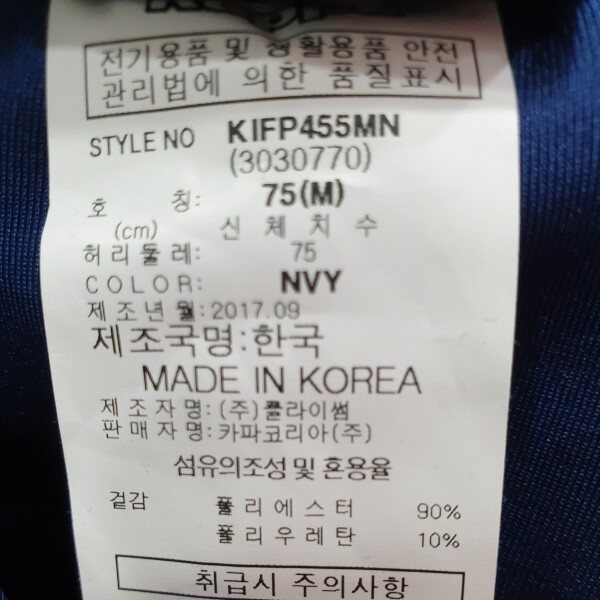 전기용품 및 생활용품 안전
관리법에 의한 품질표시
STYLE NO KIFP455MN
(3030770)
호 칭: 75(M)
(cm) 신 체 치 수
허 리 둘 레: 75
COLOR: NVY
제 조 년 월:2017.09
제조국명:한국
MADE IN KOREA
제 조 자 명: (주)플라이썸
판 매 자 명:카파코리아(주)
섬유의조성 및 혼용율
겉감 폴 리 에 스 터 90%
폴 리 우 레 탄 10%
취급시 주의사항